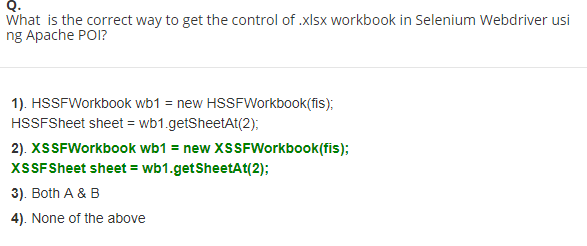 Q.
What  is the correct way to get the control of .xlsx workbook in Selenium Webdriver usi
ng Apache POI?
1). HSSFWorkbook wb1 = new HSSFWorkbook(fis);
HSSFSheet sheet = wb1.getSheetAt(2);
2). XSSFWorkbook wb1 = new XSSFWorkbook(fis);
XSSFSheet sheet = wb1.getSheetAt(2);
3). Both A & B
4). None of the above